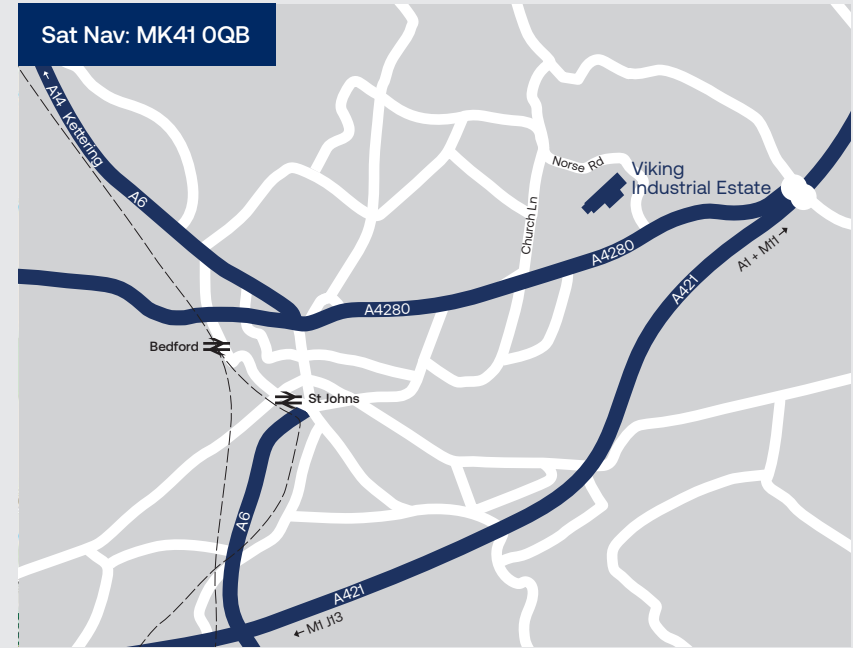 Sat Nav: MK41 0QB
← A14 Kettering
A6
Norse Rd
Viking
Industrial Estate
Church Ln
A1 + M11 →
A4280
A421
A4280
Bedford
St Johns
A6
A421
← M1 J13